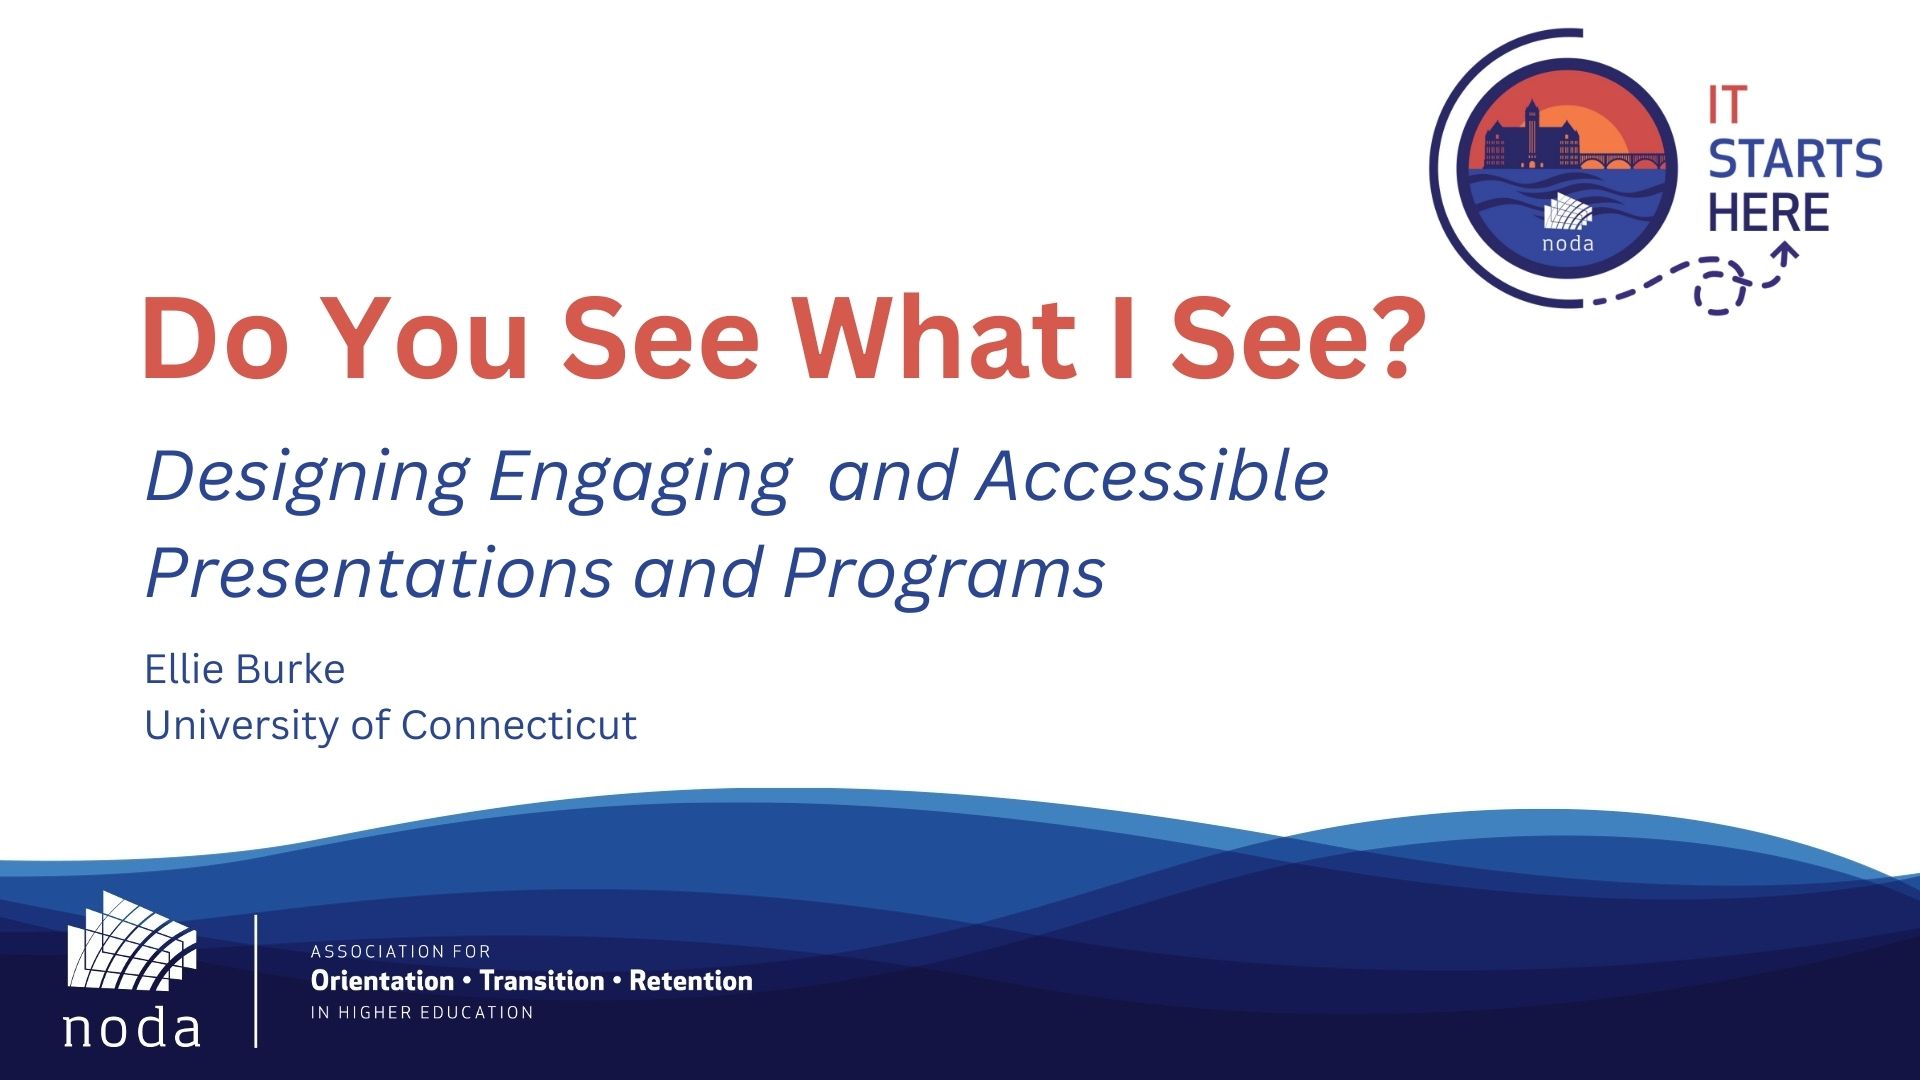 IT
STARTS
HERE
noda
Do You See What I See?
Designing Engaging  and Accessible
Presentations and Programs
Ellie Burke
University of Connecticut
noda
ASSOCIATION FOR
Orientation • Transition • Retention
IN HIGHER EDUCATION